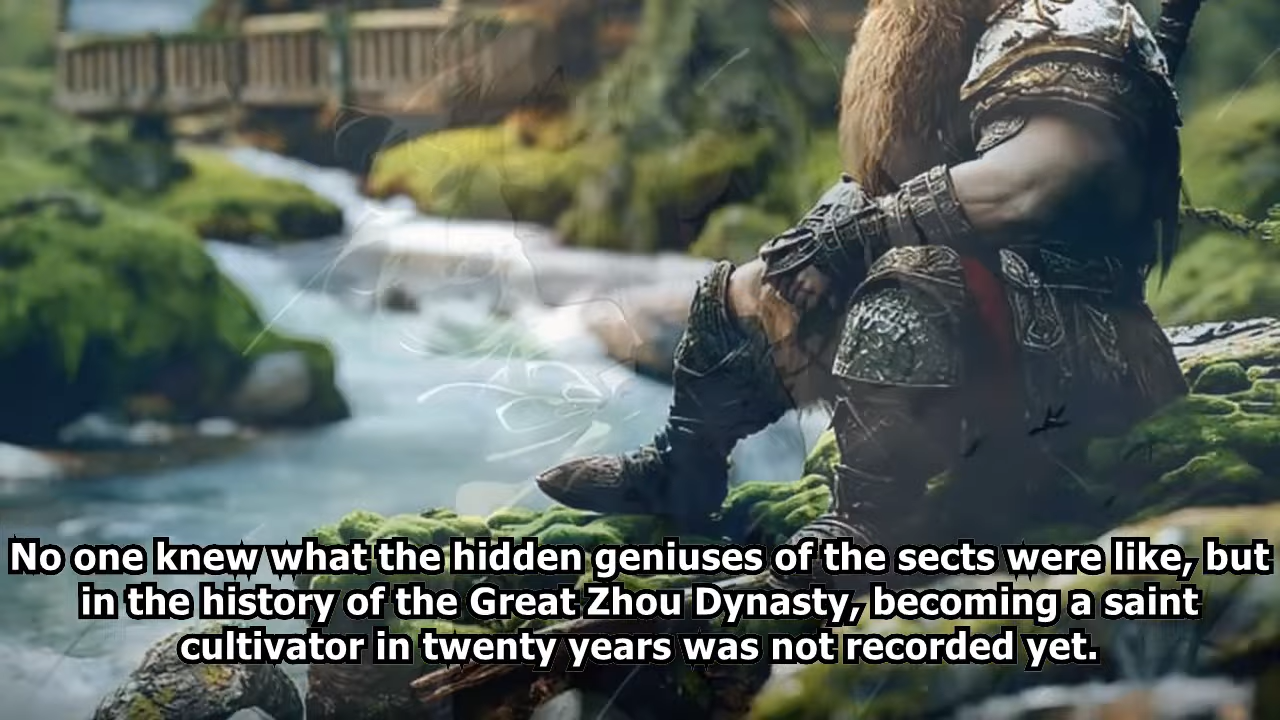 No one knew what the hidden geniuses of the sects were like, but
in the history of the Great Zhou Dynasty, becoming a saint
cultivator in twenty years was not recorded yet.